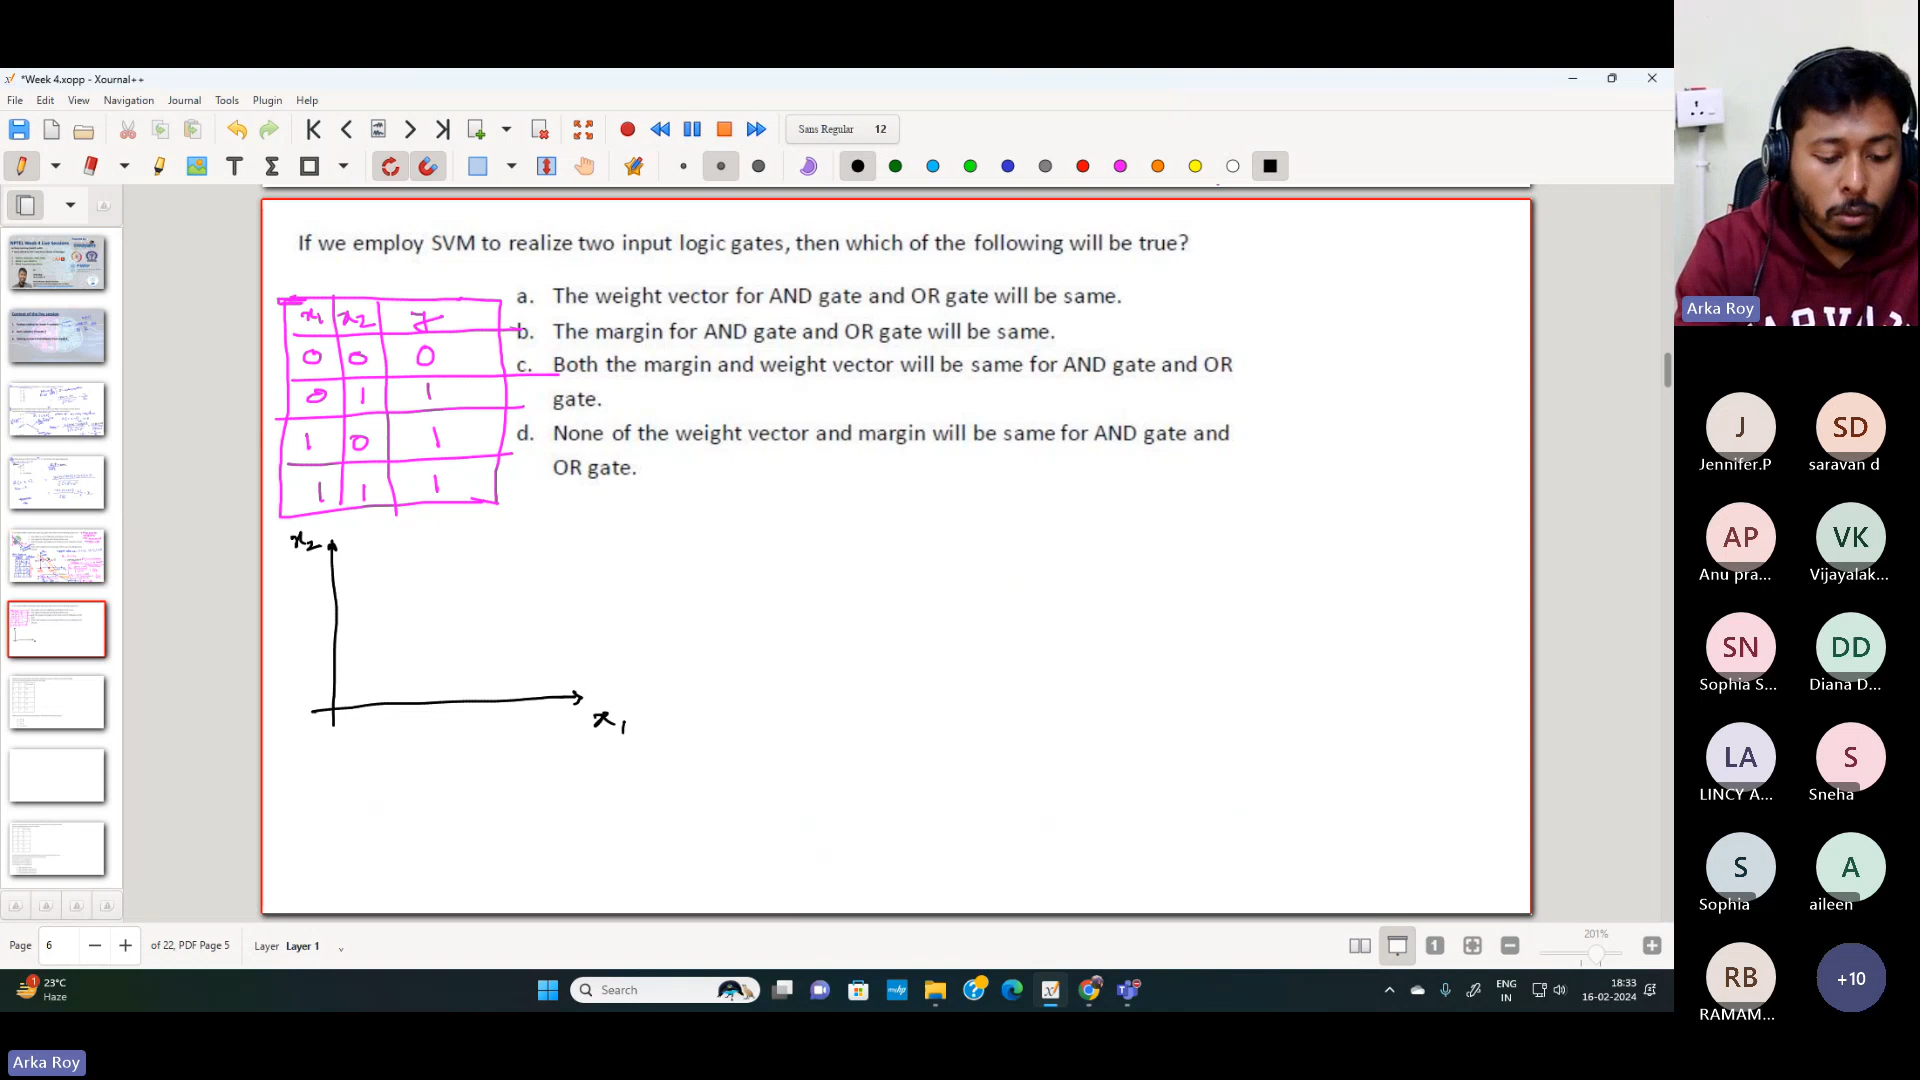 *Week 4.xopp - Xournal++
File Edit View Navigation Journal Tools Plugin Help
Sans Regular 12
If we employ SVM to realize two input logic gates, then which of the following will be true?
a. The weight vector for AND gate and OR gate will be same.
b. The margin for AND gate and OR gate will be same.
c. Both the margin and weight vector will be same for AND gate and OR
gate.
d. None of the weight vector and margin will be same for AND gate and
OR gate.
x₁ x₂ y
0 0 0
0 1 1
1 0 1
1 1 1
x₂
x₁
Page 6 of 22, PDF Page 5 Layer Layer 1
201%
23°C
Haze
Search
ENG
IN
18:33
16-02-2024
Arka Roy
J
Jennifer.P
SD
saravan d
AP
Anu pra...
VK
Vijayalak...
SN
Sophia S...
DD
Diana D...
LA
LINCY A...
S
Sneha
S
Sophia
A
aileen
RB
RAMAM...
+10
Arka Roy